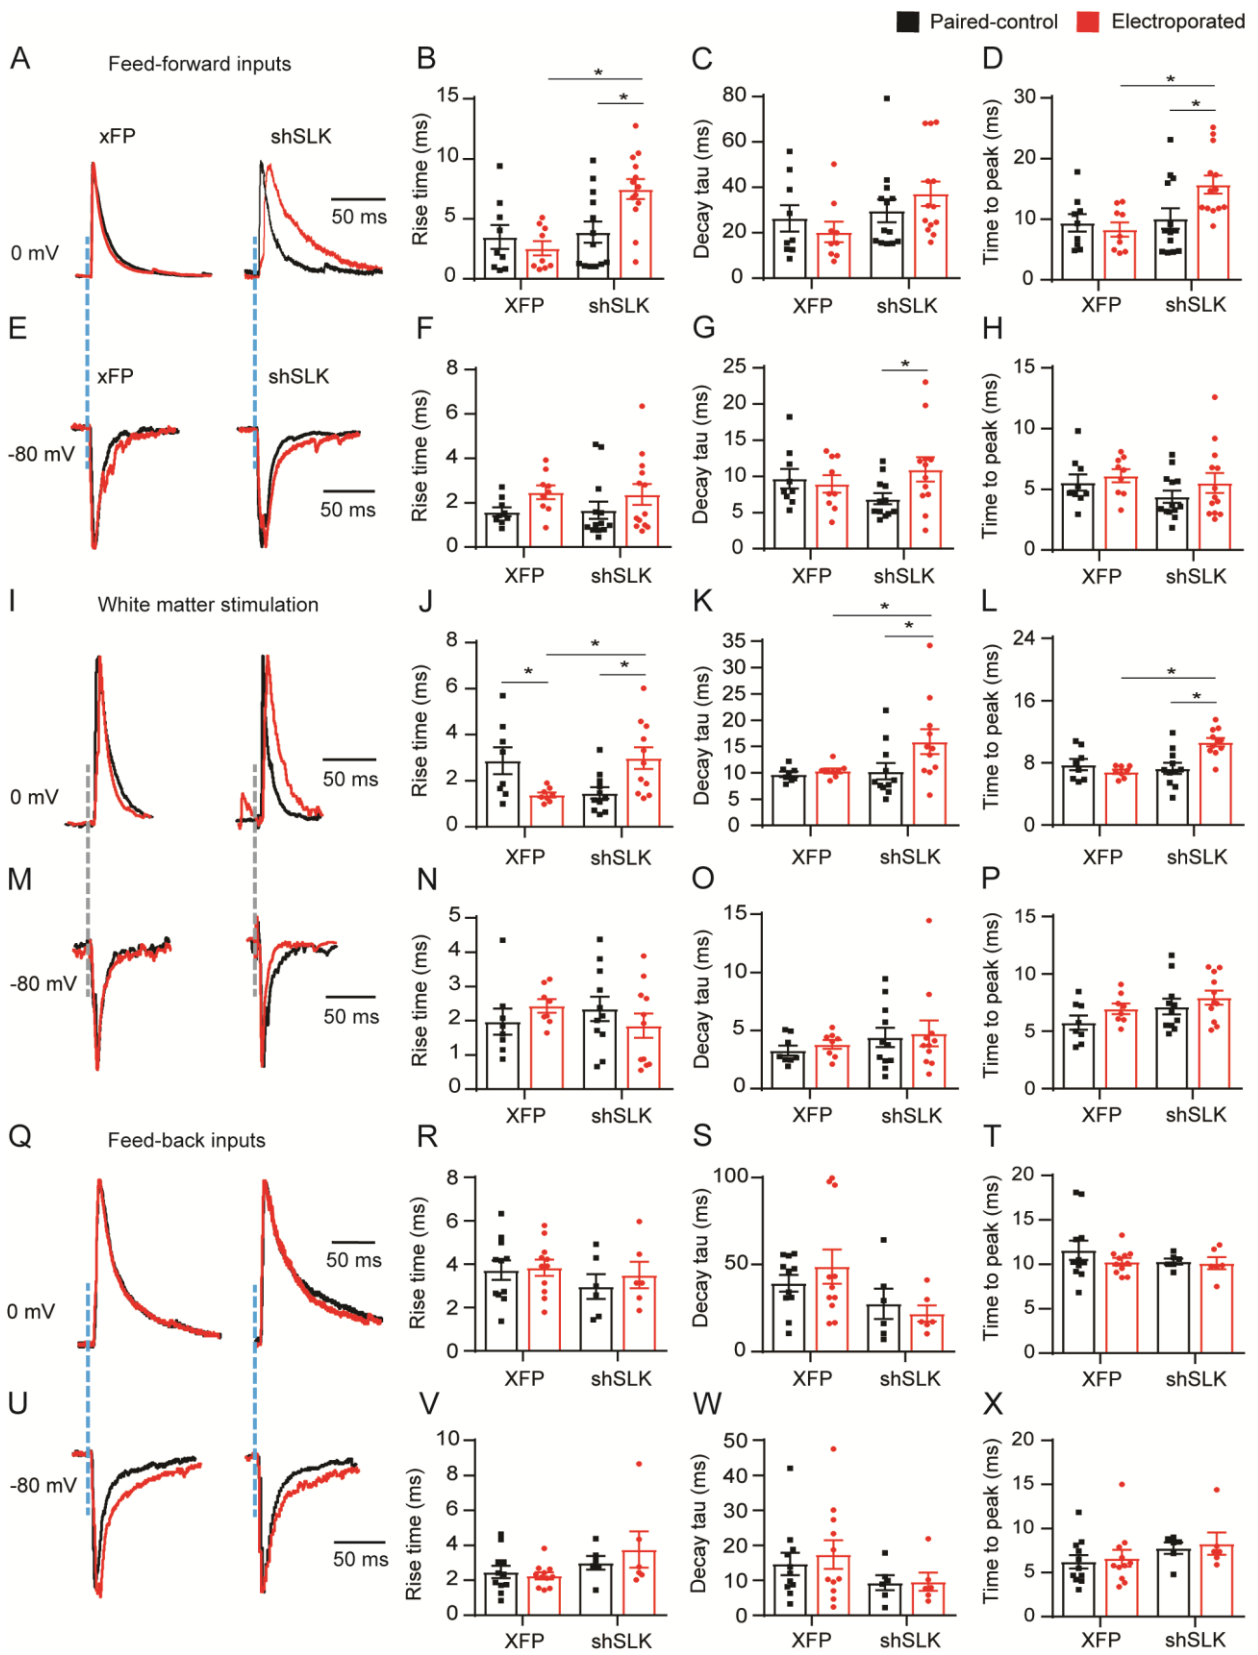 Paired-control Electroporated
A Feed-forward inputs
xFP shSLK
50 ms
0 mV
B
Rise time (ms)
15
10
5
0
XFP shSLK
* *
C
Decay tau (ms)
80
60
40
20
0
XFP shSLK
D
Time to peak (ms)
30
20
10
0
XFP shSLK
* *
E
xFP shSLK
-80 mV
50 ms
F
Rise time (ms)
8
6
4
2
0
XFP shSLK
G
Decay tau (ms)
25
20
15
10
5
0
XFP shSLK
*
H
Time to peak (ms)
15
10
5
0
XFP shSLK
I White matter stimulation
50 ms
0 mV
J
Rise time (ms)
8
6
4
2
0
XFP shSLK
* * *
K
Decay tau (ms)
35
30
25
20
15
10
5
0
XFP shSLK
* *
L
Time to peak (ms)
24
16
8
0
XFP shSLK
* *
M
-80 mV
50 ms
N
Rise time (ms)
5
4
3
2
1
0
XFP shSLK
O
Decay tau (ms)
15
10
5
0
XFP shSLK
P
Time to peak (ms)
15
10
5
0
XFP shSLK
Q Feed-back inputs
50 ms
0 mV
R
Rise time (ms)
8
6
4
2
0
XFP shSLK
S
Decay tau (ms)
100
50
0
XFP shSLK
T
Time to peak (ms)
20
15
10
5
0
XFP shSLK
U
-80 mV
50 ms
V
Rise time (ms)
10
8
6
4
2
0
XFP shSLK
W
Decay tau (ms)
50
40
30
20
10
0
XFP shSLK
X
Time to peak (ms)
20
15
10
5
0
XFP shSLK